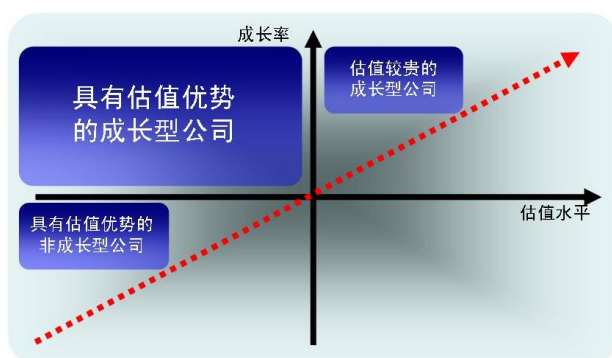 成长率
具有估值优势
的成长型公司
估值较贵的
成长型公司
具有估值优势的
非成长型公司
估值水平